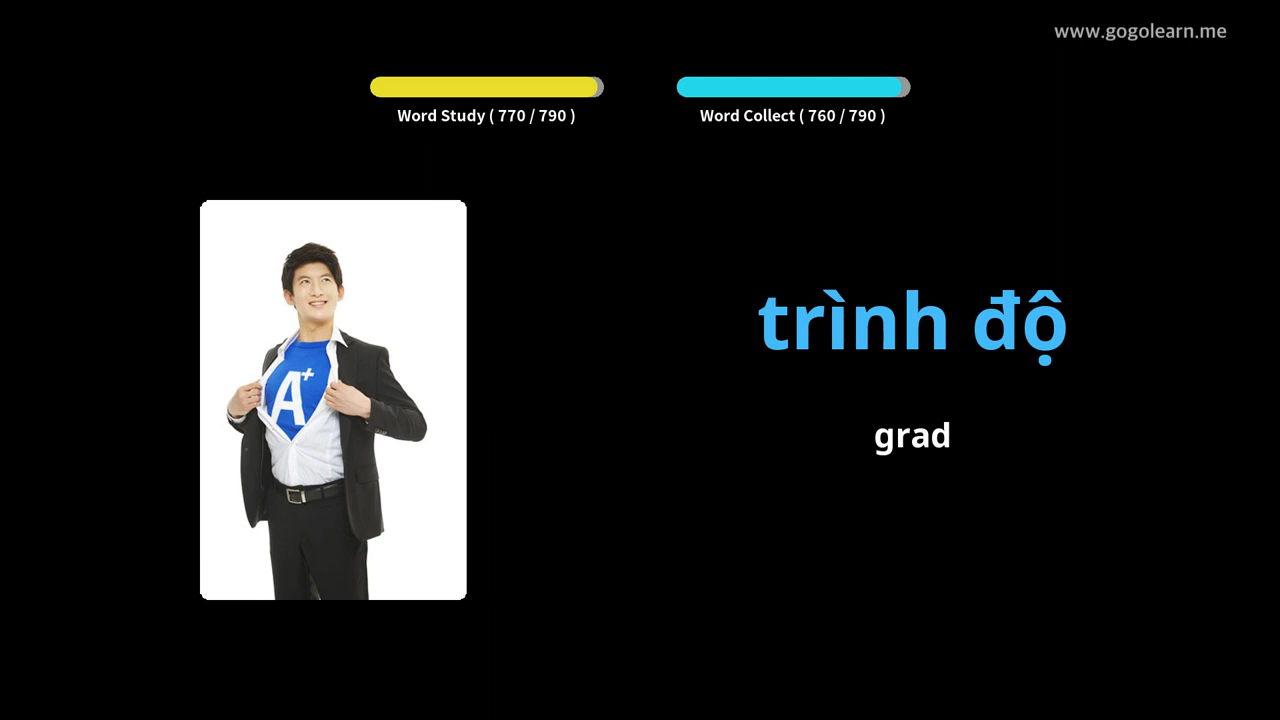 www.gogolearn.me
Word Study ( 770 / 790 )
Word Collect ( 760 / 790 )
A+
trình độ
grad